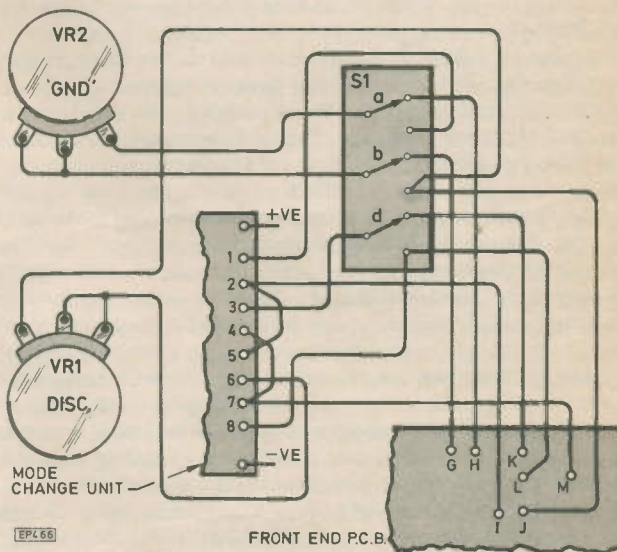 VR2
'GND'
S1
a
b
d
+VE
1
2
3
4
5
6
7
8
-VE
VR1
DISC.
MODE
CHANGE UNIT
G H K
L M
I J
FRONT END P.C.B.
EP466